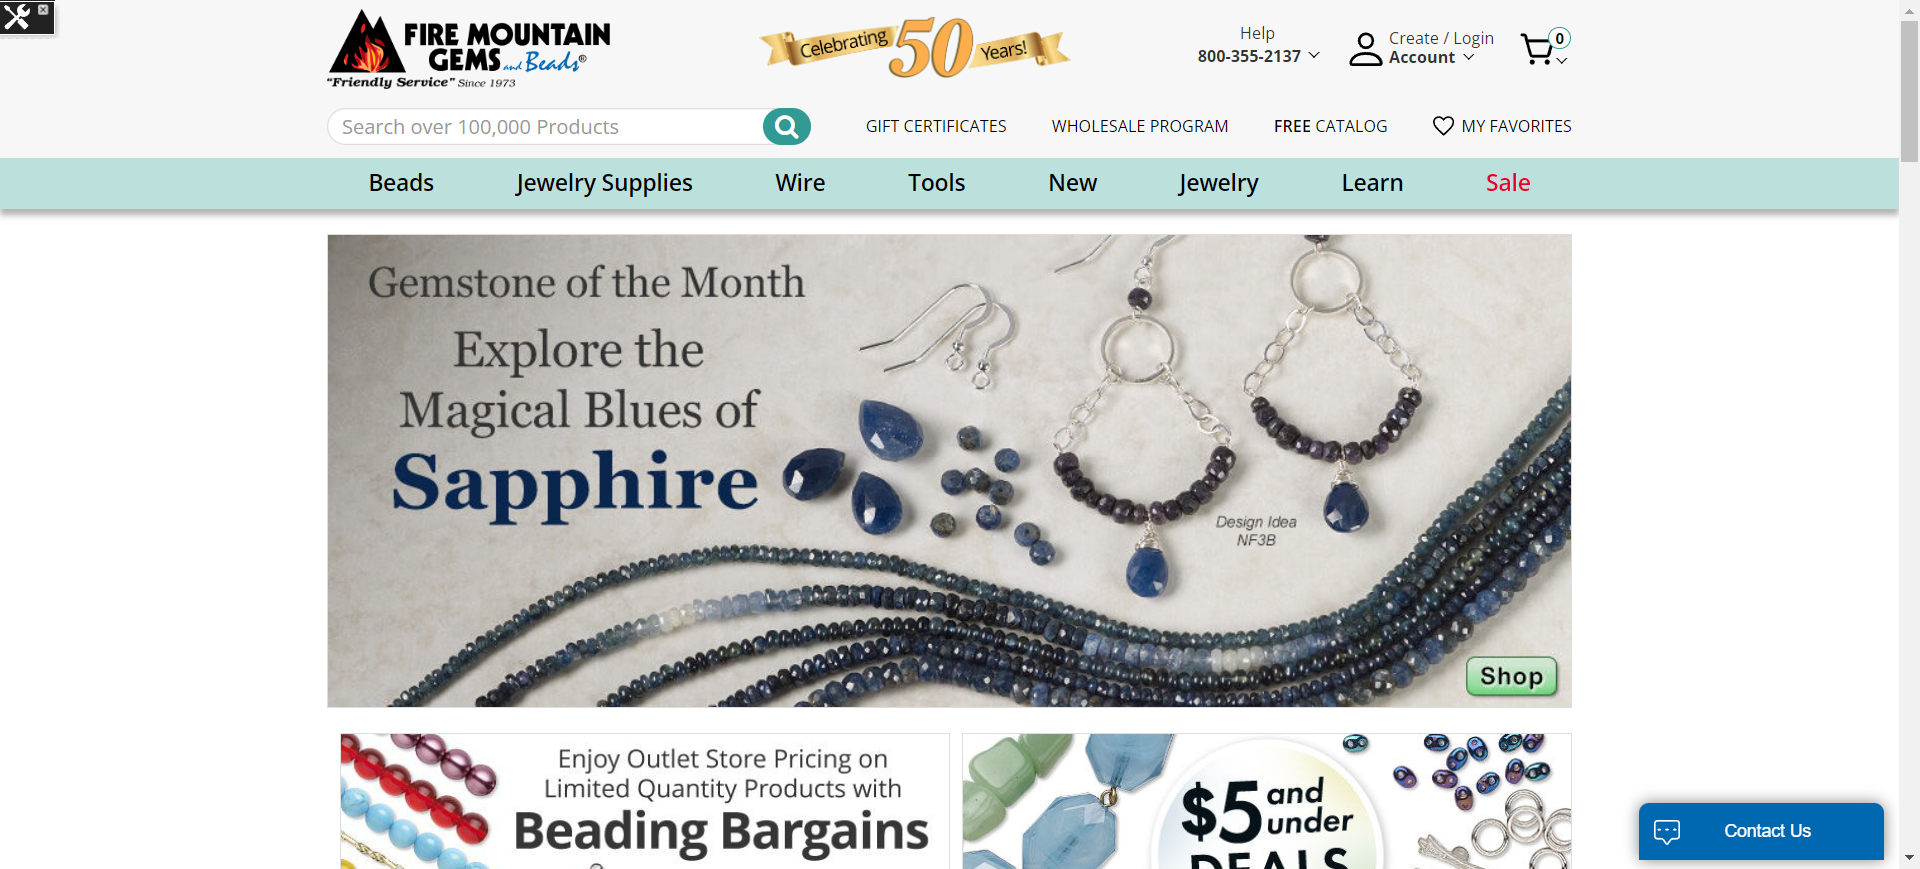 FIRE MOUNTAIN
GEMS and Beads®
"Friendly Service" Since 1973
Celebrating 50 Years!
Help
800-355-2137
Create / Login
Account
0
Search over 100,000 Products
GIFT CERTIFICATES
WHOLESALE PROGRAM
FREE CATALOG
MY FAVORITES
Beads
Jewelry Supplies
Wire
Tools
New
Jewelry
Learn
Sale
Gemstone of the Month
Explore the
Magical Blues of
Sapphire
Design Idea
NF3B
Shop
Enjoy Outlet Store Pricing on
Limited Quantity Products with
Beading Bargains
$5 and
under
DEALS
Contact Us